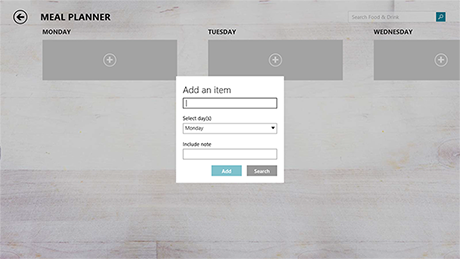 MEAL PLANNER
Search Food & Drink
MONDAY
TUESDAY
WEDNESDAY
Add an item
Select day(s)
Monday
Include note
Add
Search